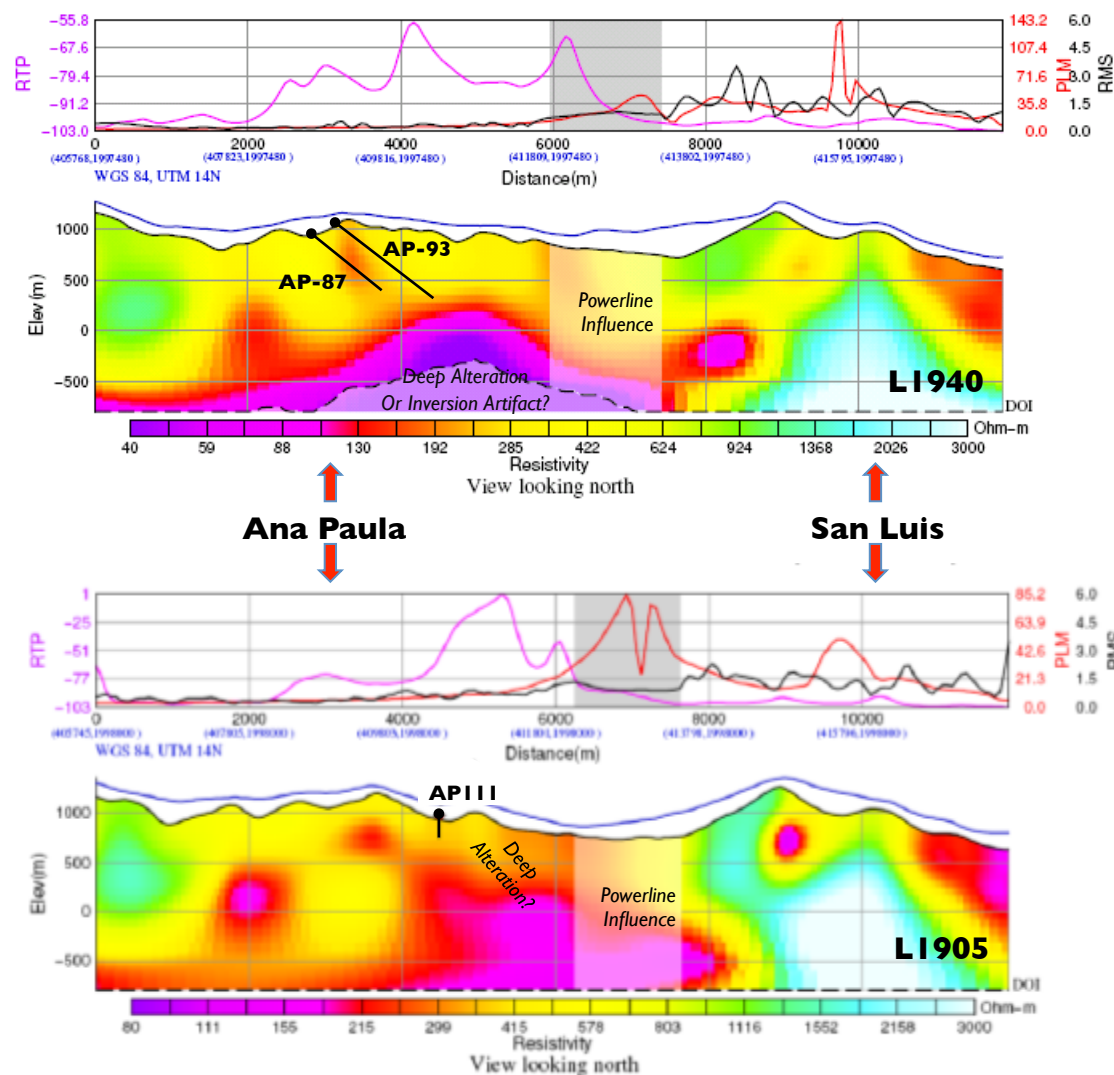 −55.8
−67.6
−79.4
−91.2
−103.0
RTP
143.2
107.4
71.6
35.8
0.0
PLM
6.0
4.5
3.0
1.5
0.0
RMS
0 2000 4000 6000 8000 10000
(405768,1997480 ) (407823,1997480 ) (409816,1997480 ) (411809,1997480 ) (413802,1997480 ) (415795,1997480 )
WGS 84, UTM 14N
Distance(m)
1000
500
0
−500
Elev(m)
AP-93
AP-87
Powerline
Influence
Deep Alteration
Or Inversion Artifact?
L1940
DOI
40 59 88 130 192 285 422 624 924 1368 2026 3000
Ohm−m
Resistivity
View looking north
Ana Paula
San Luis
1
−25
−51
−77
−103
RTP
85.2
63.9
42.6
21.3
0.0
PLM
6.0
4.5
3.0
1.5
0.0
RMS
0 2000 4000 6000 8000 10000
WGS 84, UTM 14N
Distance(m)
1000
500
0
−500
Elev(m)
AP111
Deep
Alteration?
Powerline
Influence
L1905
DOI
80 111 155 215 299 415 578 803 1116 1552 2158 3000
Ohm−m
Resistivity
View looking north